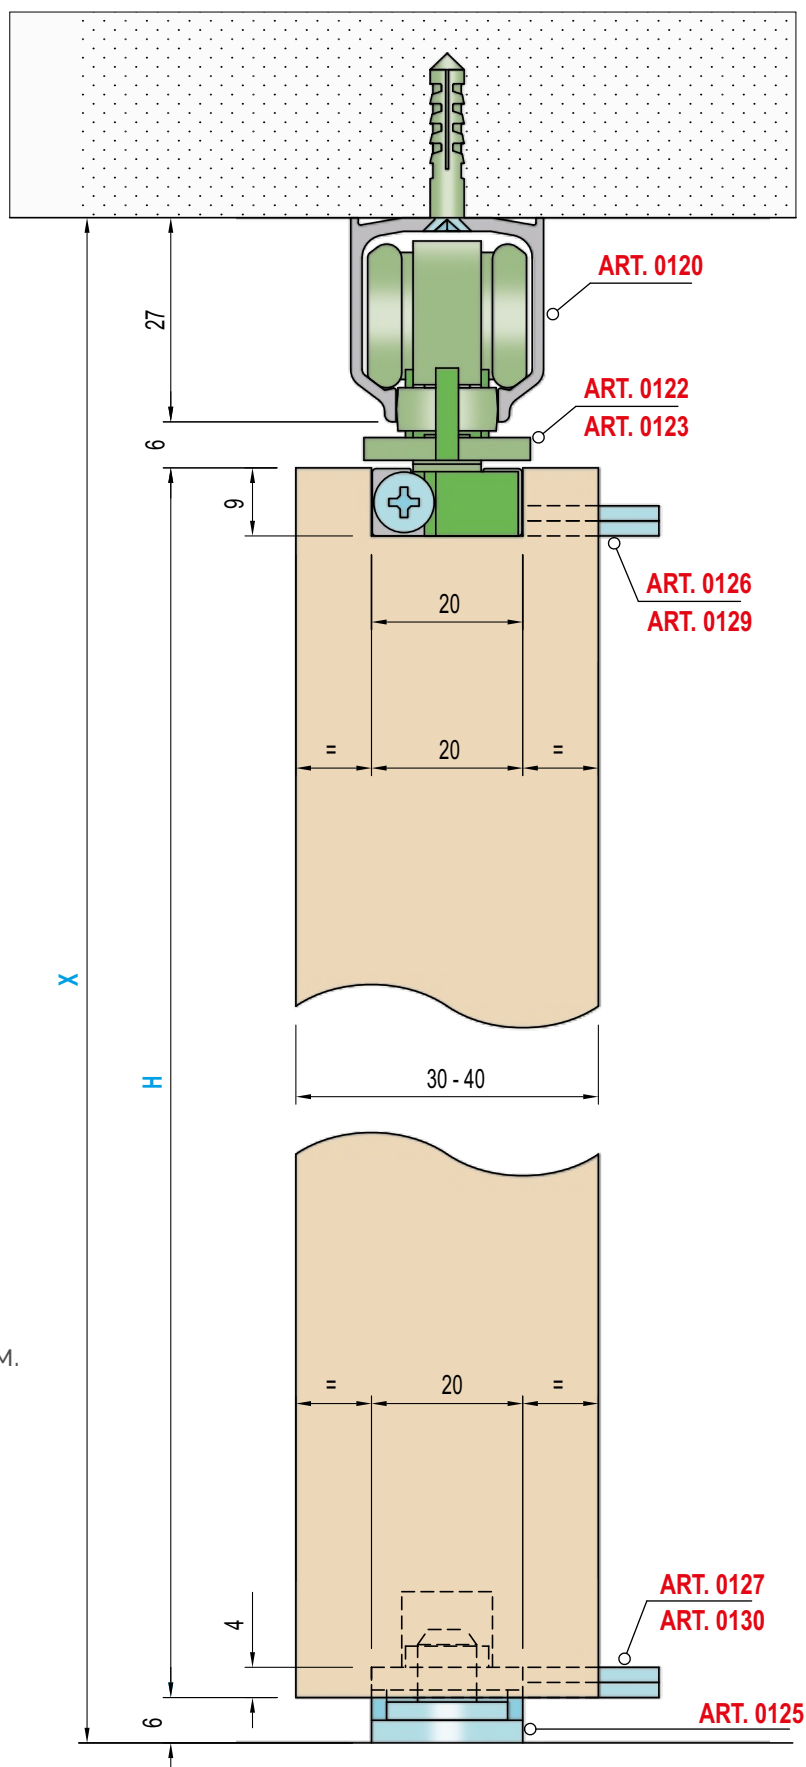 ART. 0120
27
ART. 0122
ART. 0123
6
9
ART. 0126
ART. 0129
20
= 20 =
X
H
30 - 40
м.
= 20 =
ART. 0127
ART. 0130
4
6
ART. 0125